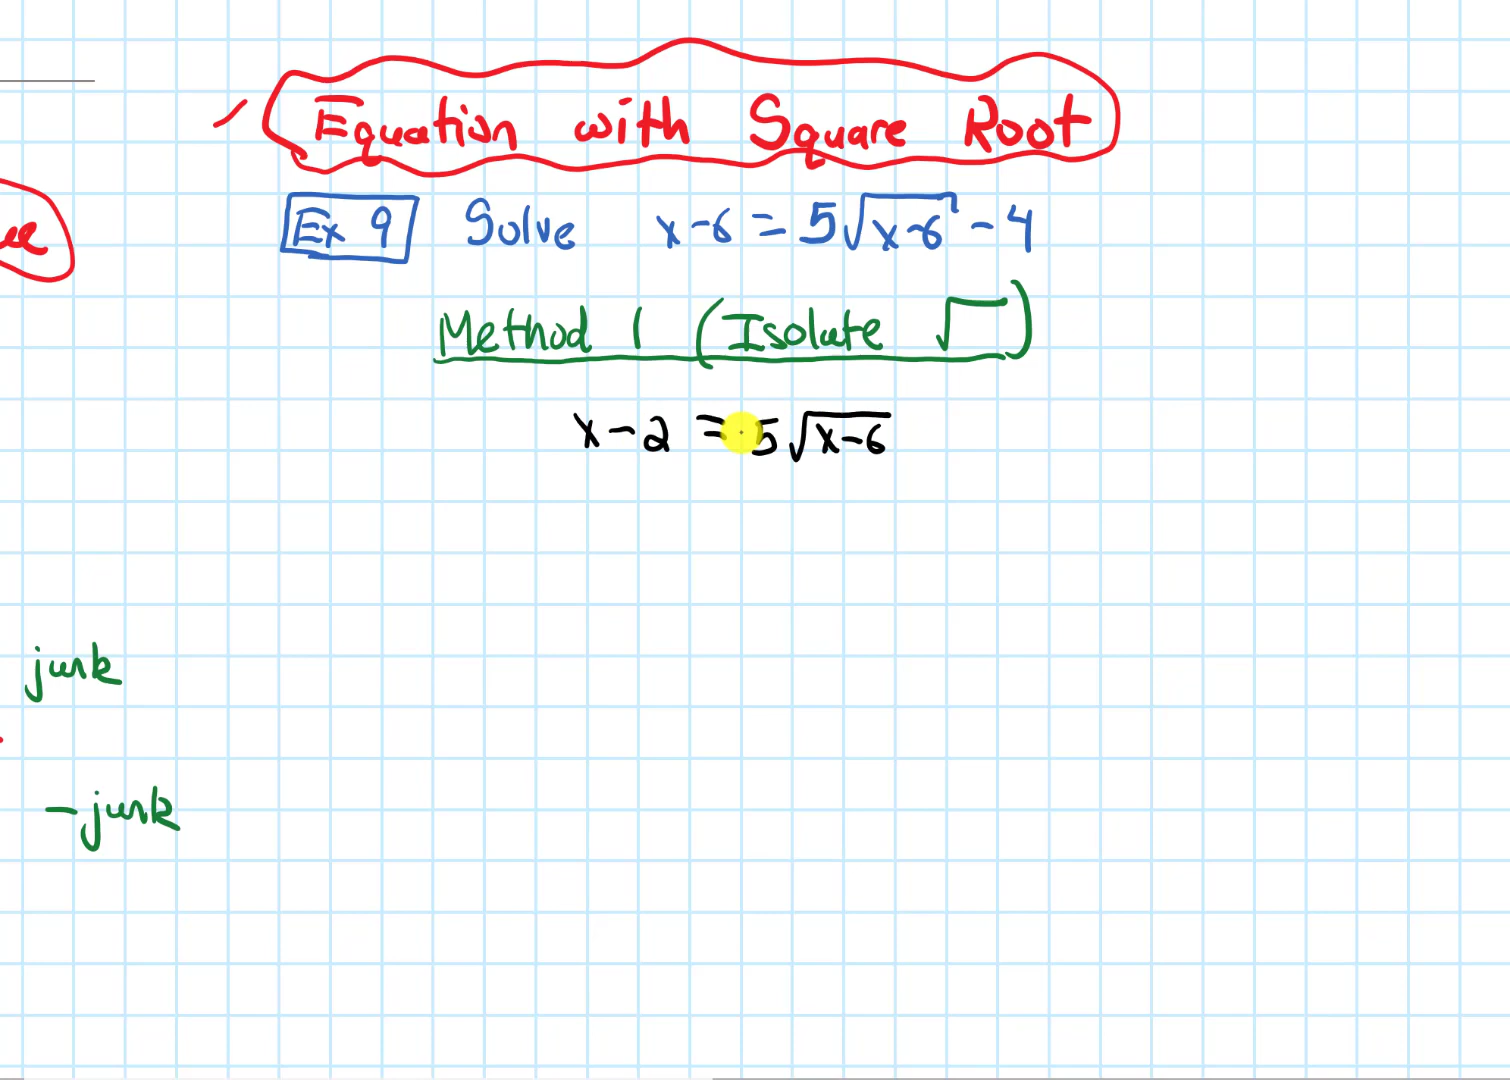 Equation with Square Root
Ex 9 Solve x-6 = 5√(x-6) - 4
Method 1 (Isolate √ )
x - 2 = 5√(x-6)
junk
- junk